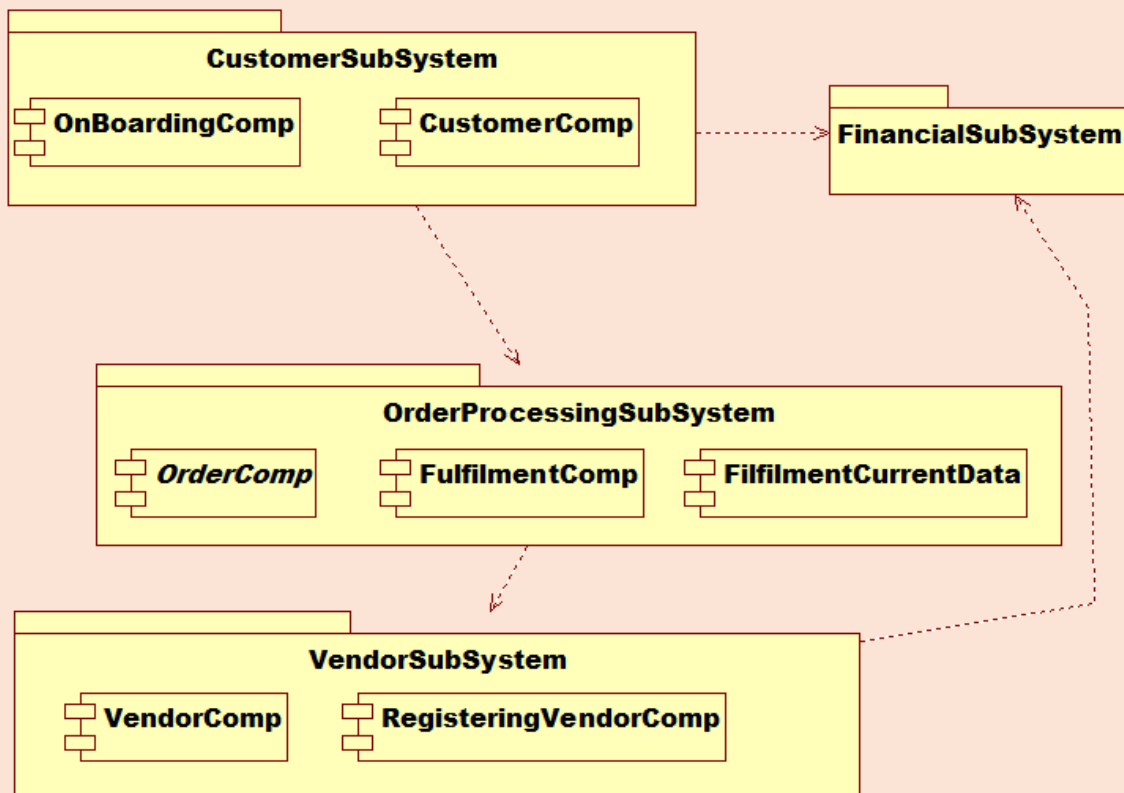 CustomerSubSystem
OnBoardingComp
CustomerComp
FinancialSubSystem
OrderProcessingSubSystem
OrderComp
FulfilmentComp
FilfilmentCurrentData
VendorSubSystem
VendorComp
RegisteringVendorComp